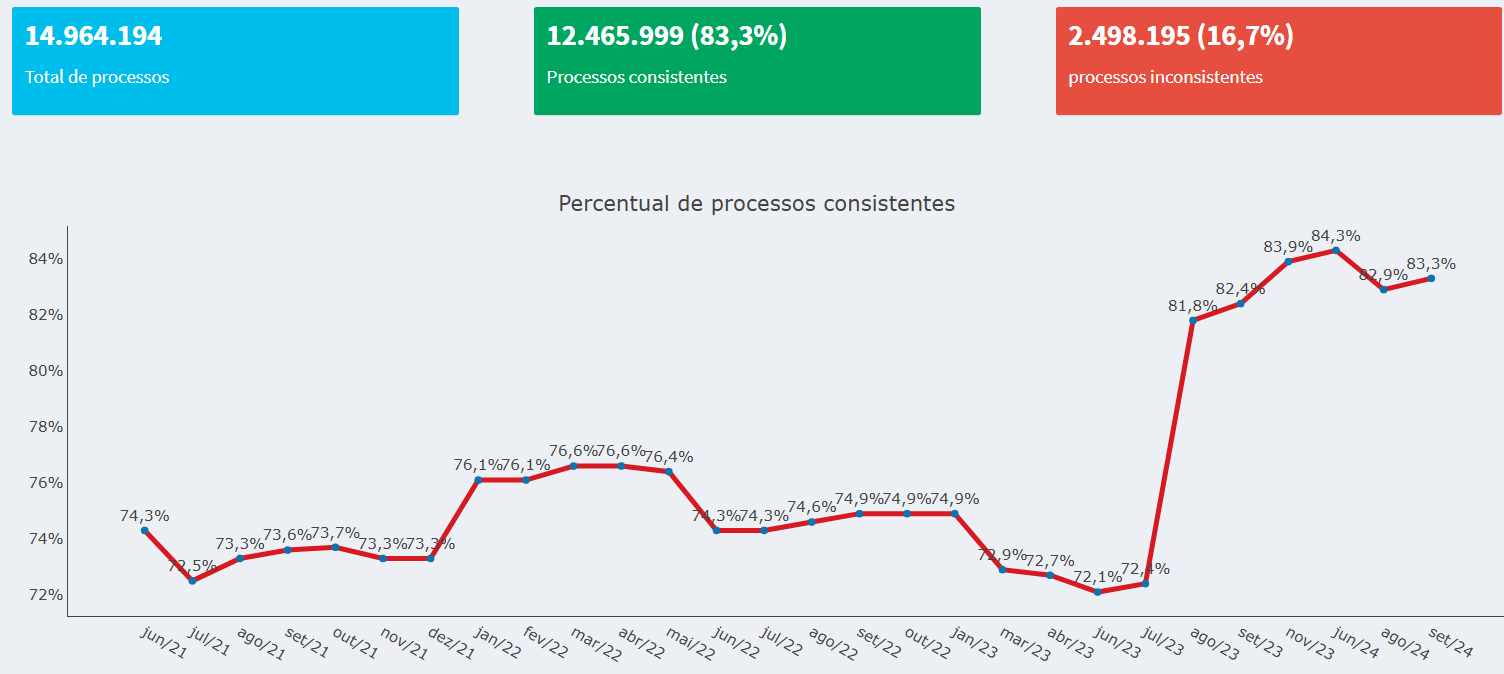 14.964.194
Total de processos
12.465.999 (83,3%)
Processos consistentes
2.498.195 (16,7%)
processos inconsistentes
Percentual de processos consistentes
84%
82%
80%
78%
76%
74%
72%
74,3%
72,5%
73,3%
73,6%
73,7%
73,3%
73,3%
76,1%
76,1%
76,6%
76,6%
76,4%
74,3%
74,3%
74,6%
74,9%
74,9%
74,9%
72,9%
72,7%
72,1%
72,4%
81,8%
82,4%
83,9%
84,3%
82,9%
83,3%
jun/21
jul/21
ago/21
set/21
out/21
nov/21
dez/21
jan/22
fev/22
mar/22
abr/22
mai/22
jun/22
jul/22
ago/22
set/22
out/22
jan/23
mar/23
abr/23
jun/23
jul/23
ago/23
set/23
nov/23
jun/24
ago/24
set/24